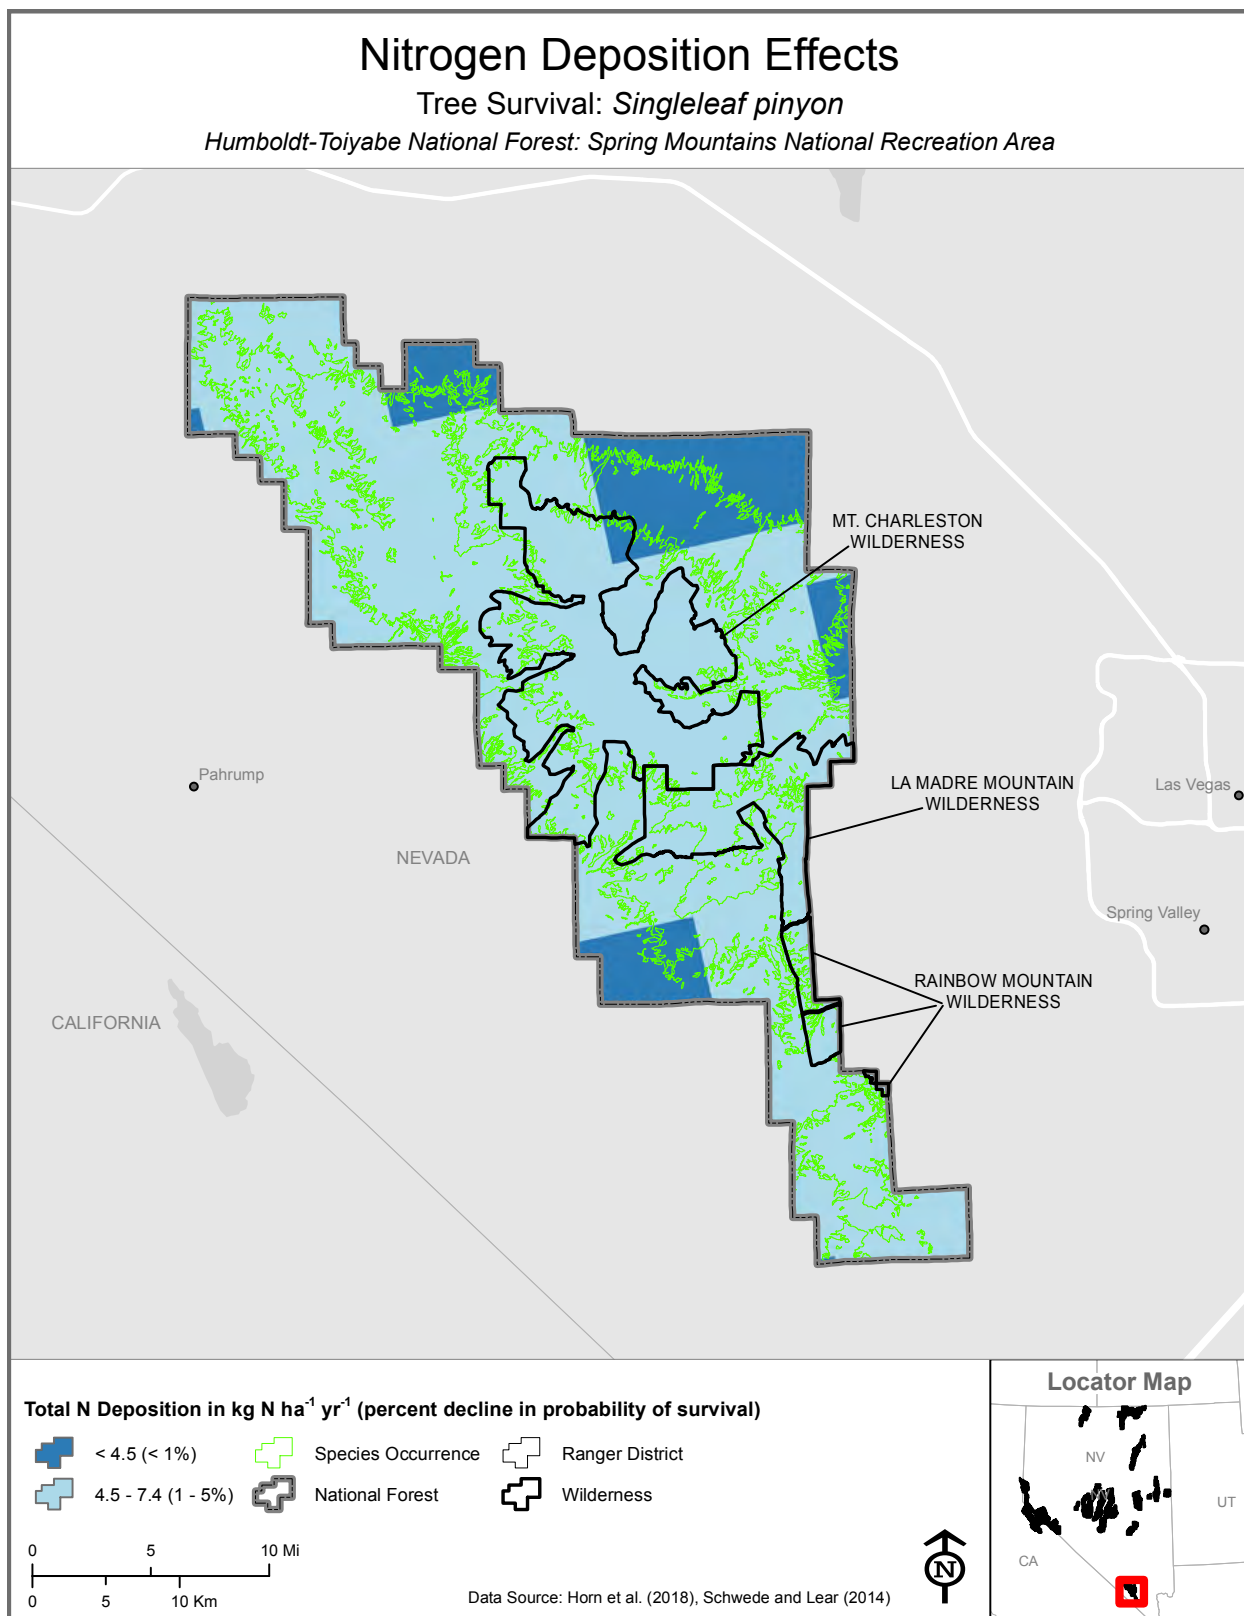 Nitrogen Deposition Effects
Tree Survival: Singleleaf pinyon
Humboldt-Toiyabe National Forest: Spring Mountains National Recreation Area
MT. CHARLESTON
WILDERNESS
Pahrump
LA MADRE MOUNTAIN
WILDERNESS
Las Vegas
NEVADA
Spring Valley
RAINBOW MOUNTAIN
WILDERNESS
CALIFORNIA
Total N Deposition in kg N ha⁻¹ yr⁻¹ (percent decline in probability of survival)
< 4.5 (< 1%)
Species Occurrence
Ranger District
4.5 - 7.4 (1 - 5%)
National Forest
Wilderness
0 5 10 Mi
0 5 10 Km
N
Data Source: Horn et al. (2018), Schwede and Lear (2014)
Locator Map
NV
NV
UT
CA